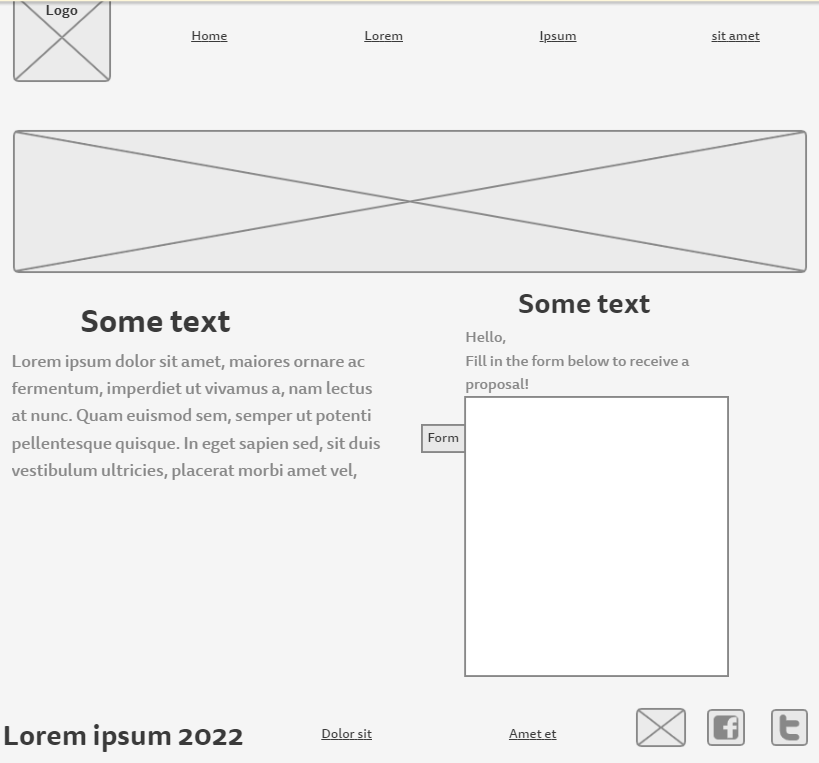 Logo
Home Lorem Ipsum sit amet
Some text
Lorem ipsum dolor sit amet, maiores ornare ac
fermentum, imperdiet ut vivamus a, nam lectus
at nunc. Quam euismod sem, semper ut potenti
pellentesque quisque. In eget sapien sed, sit duis
vestibulum ultricies, placerat morbi amet vel,
Some text
Hello,
Fill in the form below to receive a
proposal!
Form
Lorem ipsum 2022 Dolor sit Amet et